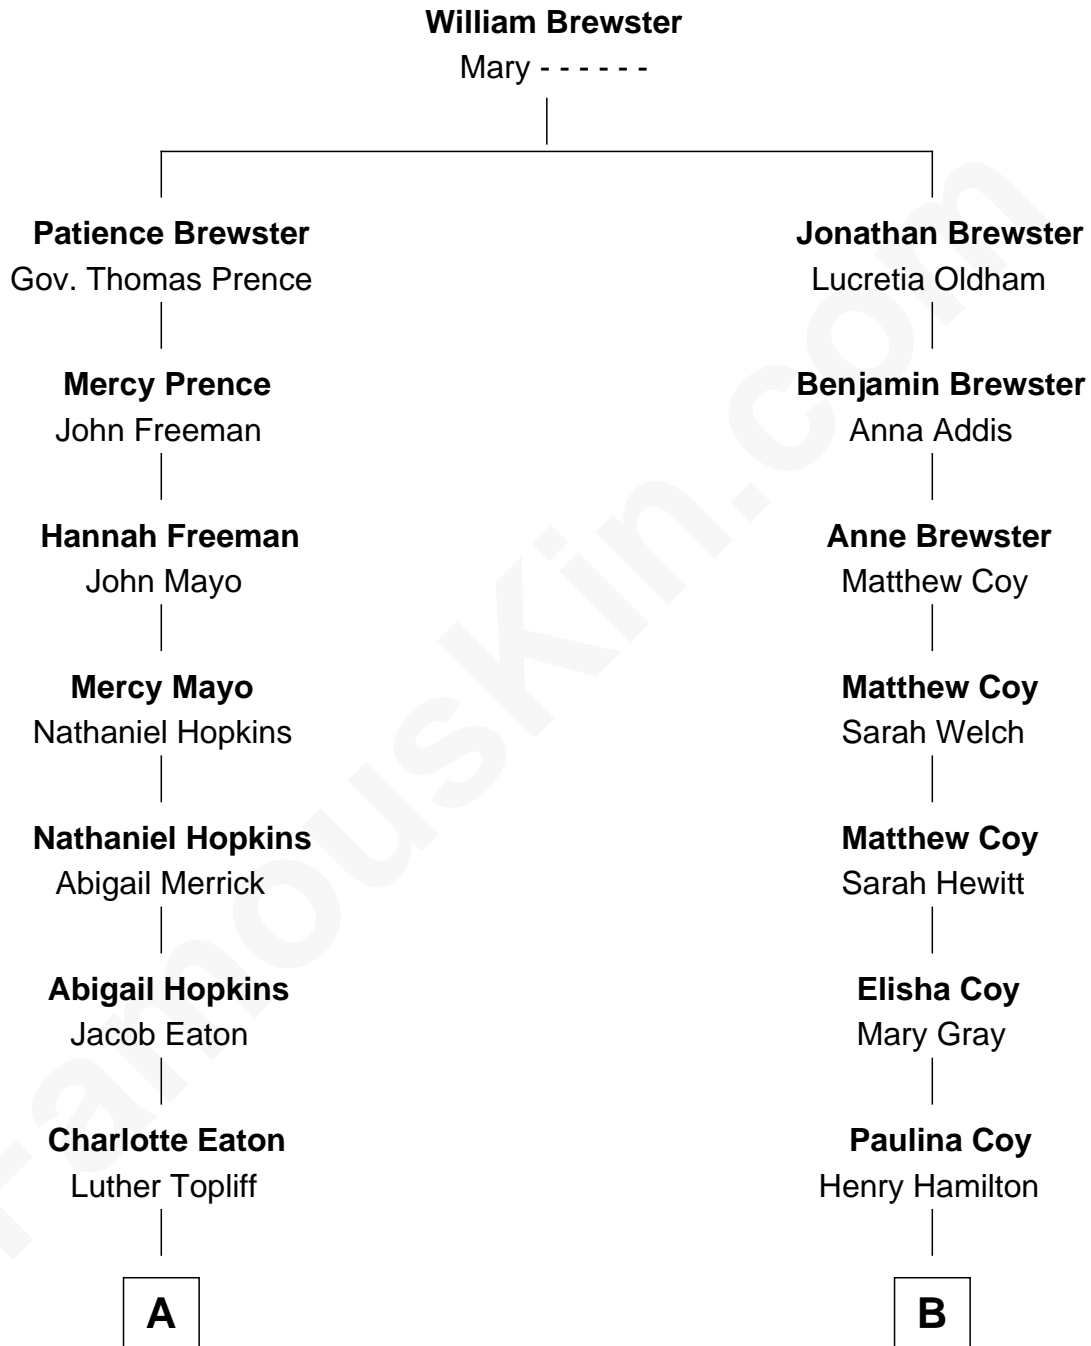 William Brewster
Mary - - - - - -
Patience Brewster
Gov. Thomas Prence
Jonathan Brewster
Lucretia Oldham
Mercy Prence
John Freeman
Benjamin Brewster
Anna Addis
Hannah Freeman
John Mayo
Anne Brewster
Matthew Coy
Mercy Mayo
Nathaniel Hopkins
Matthew Coy
Sarah Welch
Nathaniel Hopkins
Abigail Merrick
Matthew Coy
Sarah Hewitt
Abigail Hopkins
Jacob Eaton
Elisha Coy
Mary Gray
Charlotte Eaton
Luther Topliff
Paulina Coy
Henry Hamilton
A
B
FamousKin.com